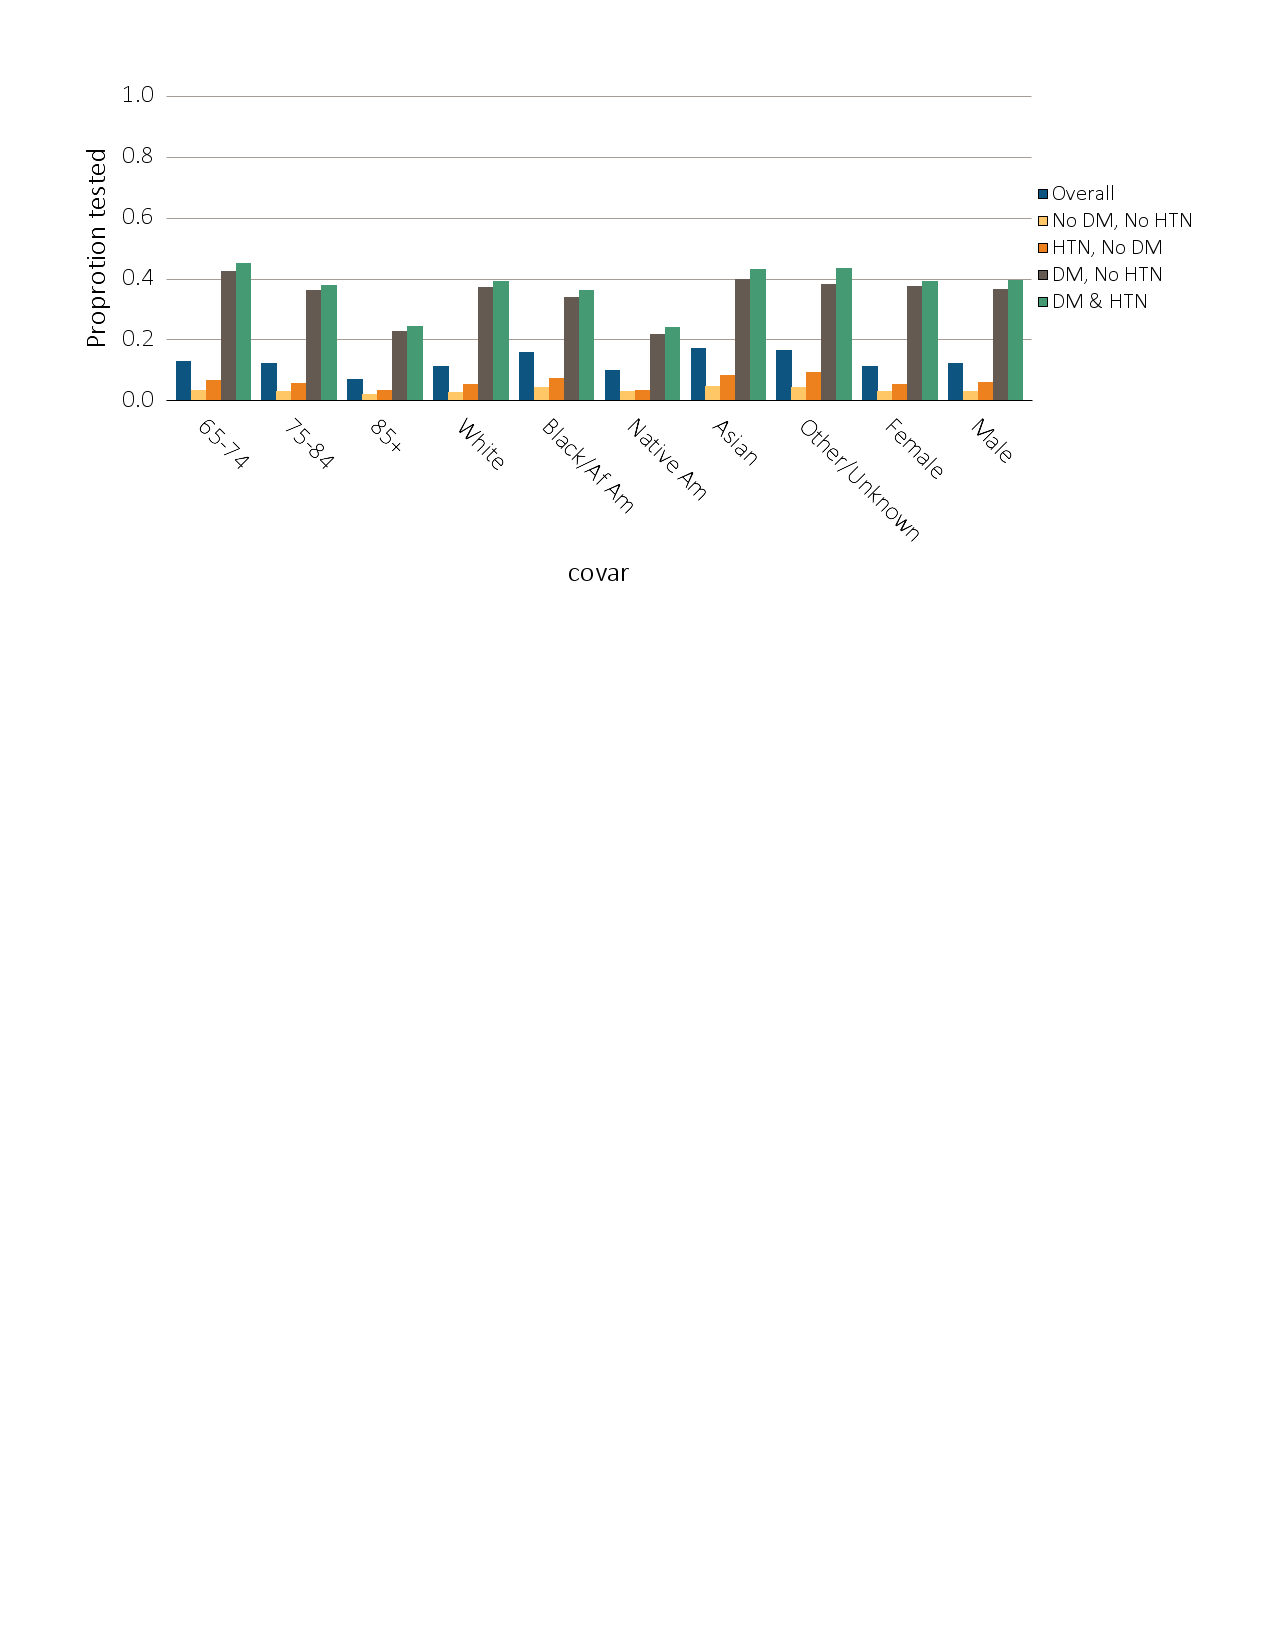 Proprotion tested
1.0
0.8
0.6
0.4
0.2
0.0
65-74
75-84
85+
White
Black/Af Am
Native Am
Asian
Other/Unknown
Female
Male
covar
Overall
No DM, No HTN
HTN, No DM
DM, No HTN
DM & HTN